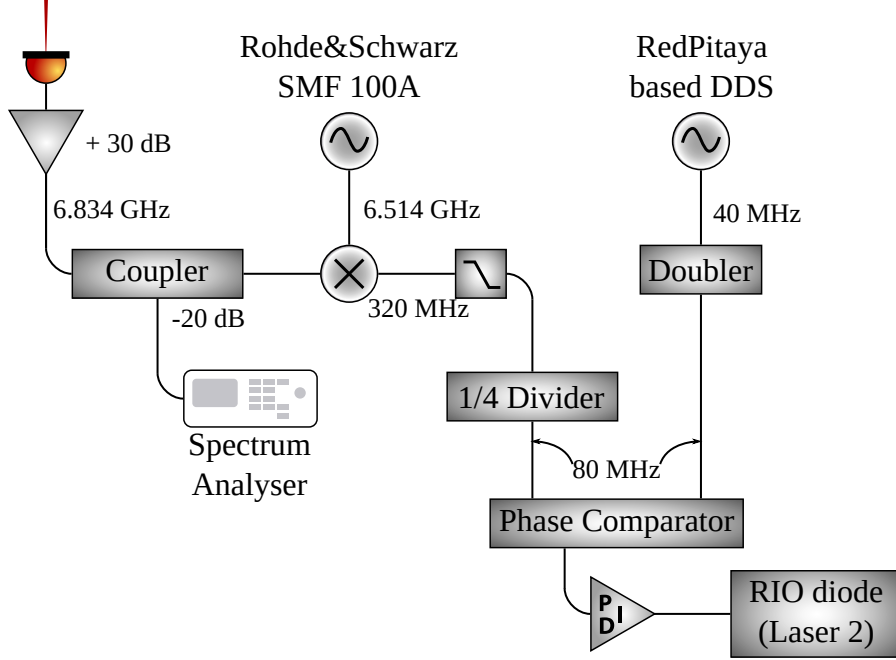 Rohde&Schwarz
SMF 100A
RedPitaya
based DDS
+ 30 dB
6.834 GHz
6.514 GHz
40 MHz
Coupler
Doubler
320 MHz
-20 dB
1/4 Divider
Spectrum
Analyser
80 MHz
Phase Comparator
P
I
D
RIO diode
(Laser 2)